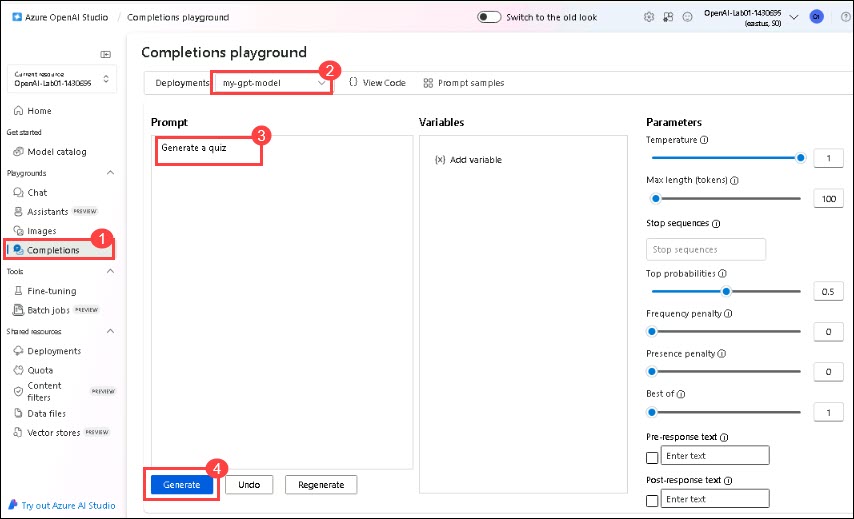 Azure OpenAI Studio / Completions playground
Switch to the old look
OpenAI-Lab01-1430695
(eastus, S0)
Current resource
OpenAI-Lab01-1430695
Home
Get started
Model catalog
Playgrounds
Chat
Assistants PREVIEW
Images
1
Completions
Tools
Fine-tuning
Batch jobs PREVIEW
Shared resources
Deployments
Quota
Content
filters PREVIEW
Data files
Vector stores PREVIEW
Try out Azure AI Studio
Completions playground
2
Deployments my-gpt-model View Code Prompt samples
Prompt
3
Generate a quiz
4
Generate Undo Regenerate
Variables
{x} Add variable
Parameters
Temperature
1
Max length (tokens)
100
Stop sequences
Stop sequences
Top probabilities
0.5
Frequency penalty
0
Presence penalty
0
Best of
1
Pre-response text
Enter text
Post-response text
Enter text